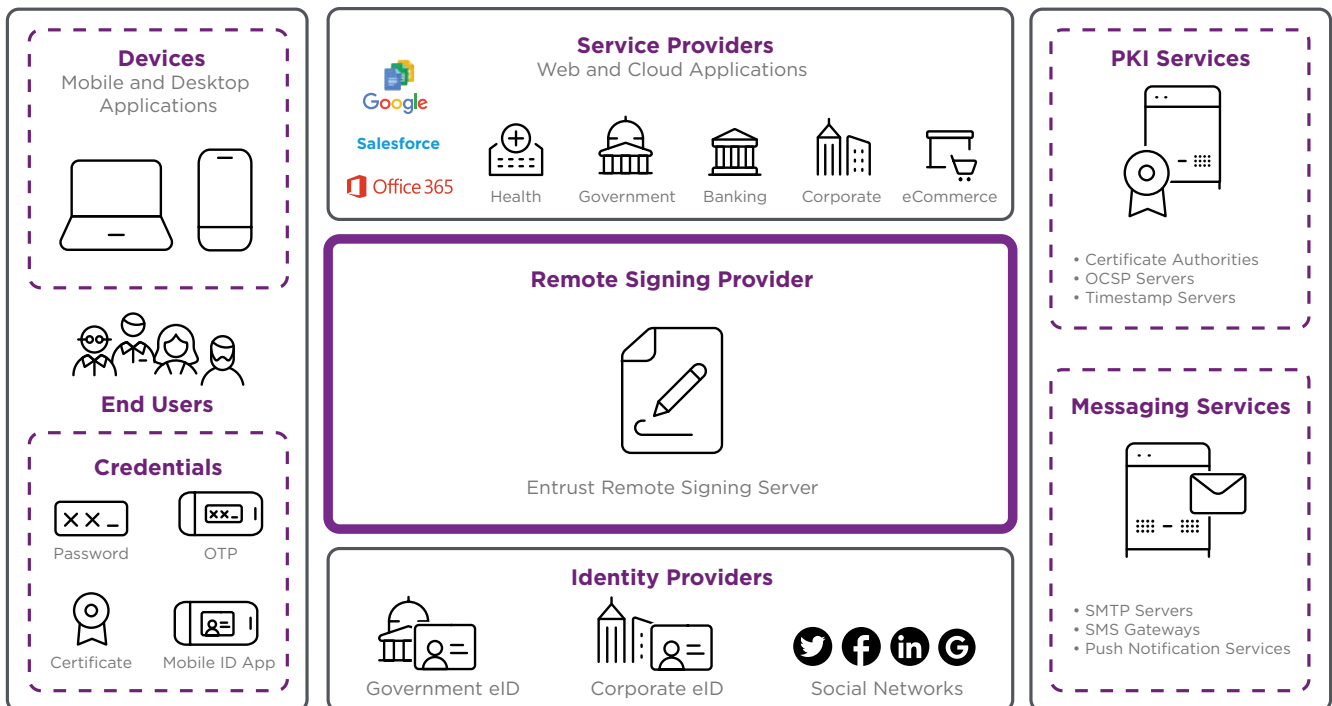 Devices
Mobile and Desktop
Applications
End Users
Credentials
××_
××_
Password
OTP
Certificate
Mobile ID App
Service Providers
Web and Cloud Applications
Google
Salesforce
Office 365
Health
Government
Banking
Corporate
eCommerce
Remote Signing Provider
Entrust Remote Signing Server
Identity Providers
Government eID
Corporate eID
f
in
G
Social Networks
PKI Services
• Certificate Authorities
• OCSP Servers
• Timestamp Servers
Messaging Services
• SMTP Servers
• SMS Gateways
• Push Notification Services